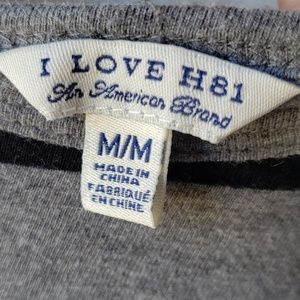 I LOVE H81
An American Brand
M/M
MADE IN
CHINA
FABRIQUÉ
EN CHINE